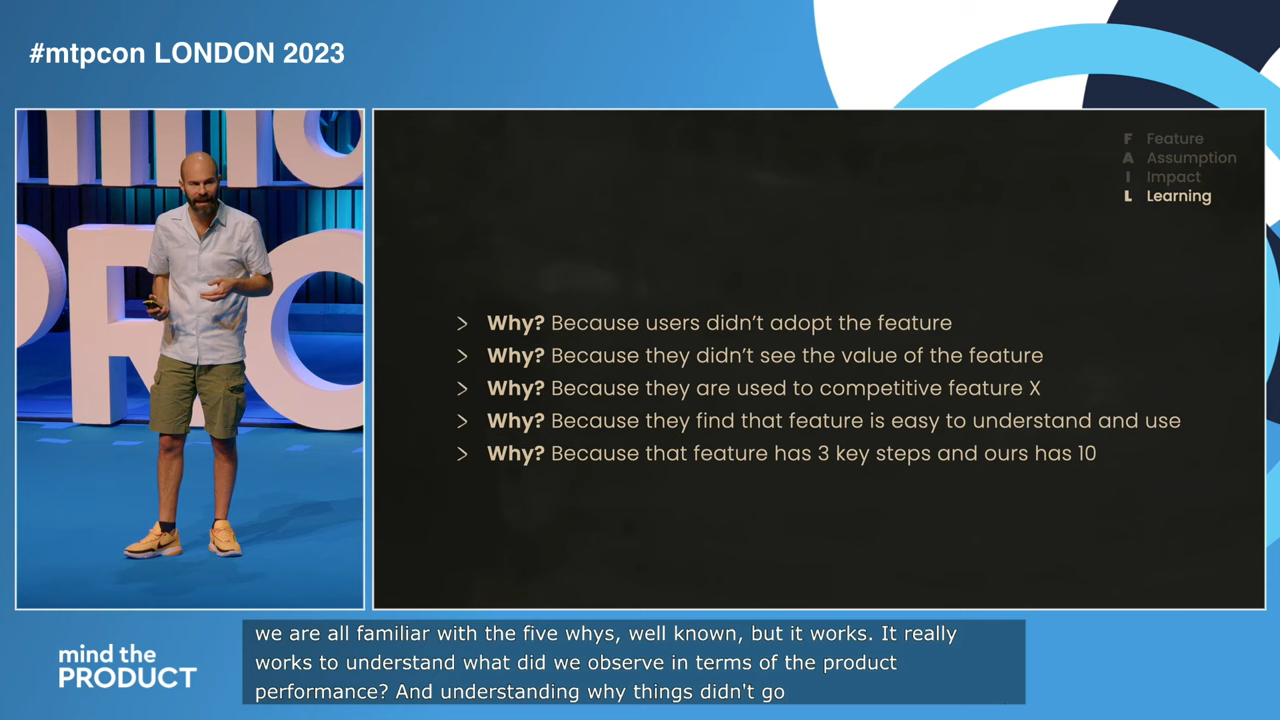 #mtpcon LONDON 2023
F Feature
A Assumption
I Impact
L Learning
> Why? Because users didn’t adopt the feature
> Why? Because they didn’t see the value of the feature
> Why? Because they are used to competitive feature X
> Why? Because they find that feature is easy to understand and use
> Why? Because that feature has 3 key steps and ours has 10
mind the
PRODUCT
we are all familiar with the five whys, well known, but it works. It really
works to understand what did we observe in terms of the product
performance? And understanding why things didn't go